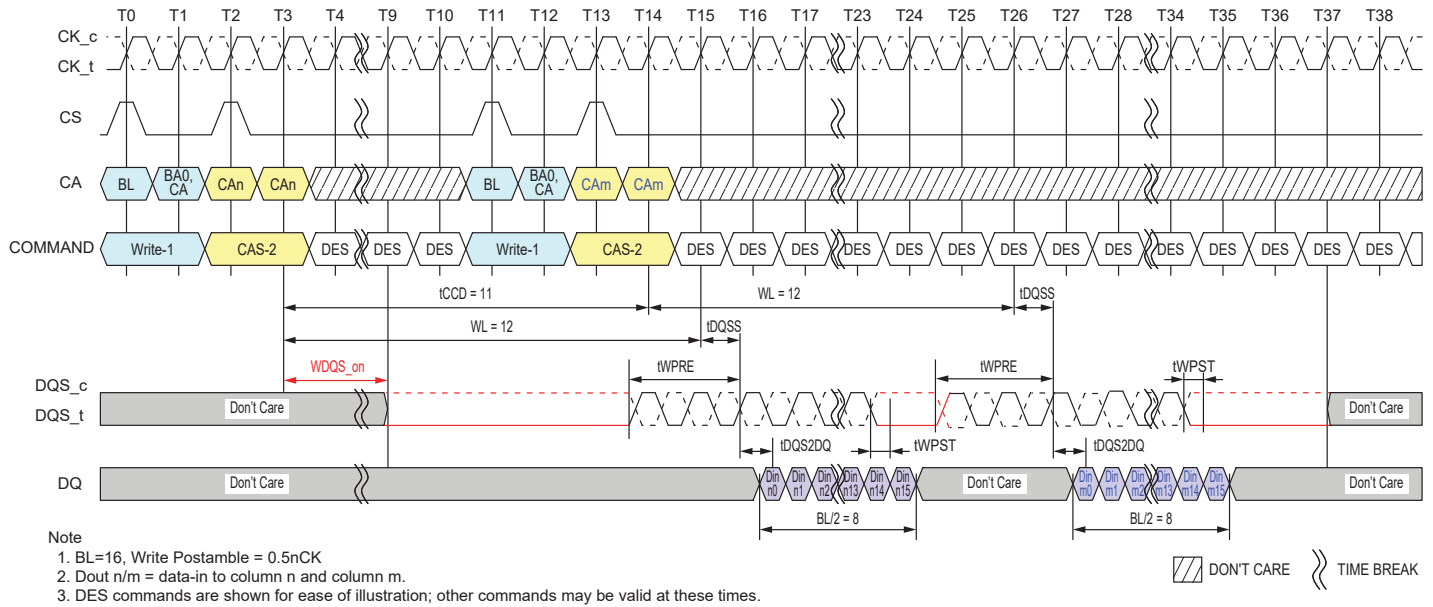 T0 T1 T2 T3 T4 T9 T10 T11 T12 T13 T14 T15 T16 T17 T23 T24 T25 T26 T27 T28 T34 T35 T36 T37 T38
CK_c
CK_t
CS
CA
BL BA0, CA CAn CAn BL BA0, CA CAm CAm
COMMAND Write-1 CAS-2 DES DES DES Write-1 CAS-2 DES DES DES DES DES DES DES DES DES DES DES DES DES DES
tCCD = 11 WL = 12 tDQSS
WL = 12 tDQSS
WDQS_on tWPRE tWPRE tWPST
DQS_c
DQS_t
Don't Care Don't Care
tDQS2DQ tWPST tDQS2DQ
DQ Don't Care Din n0 Din n1 Din n2 Din n13 Din n14 Din n15 Don't Care Din m0 Din m1 Din m2 Din m13 Din m14 Din m15 Don't Care
BL/2 = 8 BL/2 = 8
Note
1. BL=16, Write Postamble = 0.5nCK
2. Dout n/m = data-in to column n and column m.
3. DES commands are shown for ease of illustration; other commands may be valid at these times.
DON'T CARE TIME BREAK